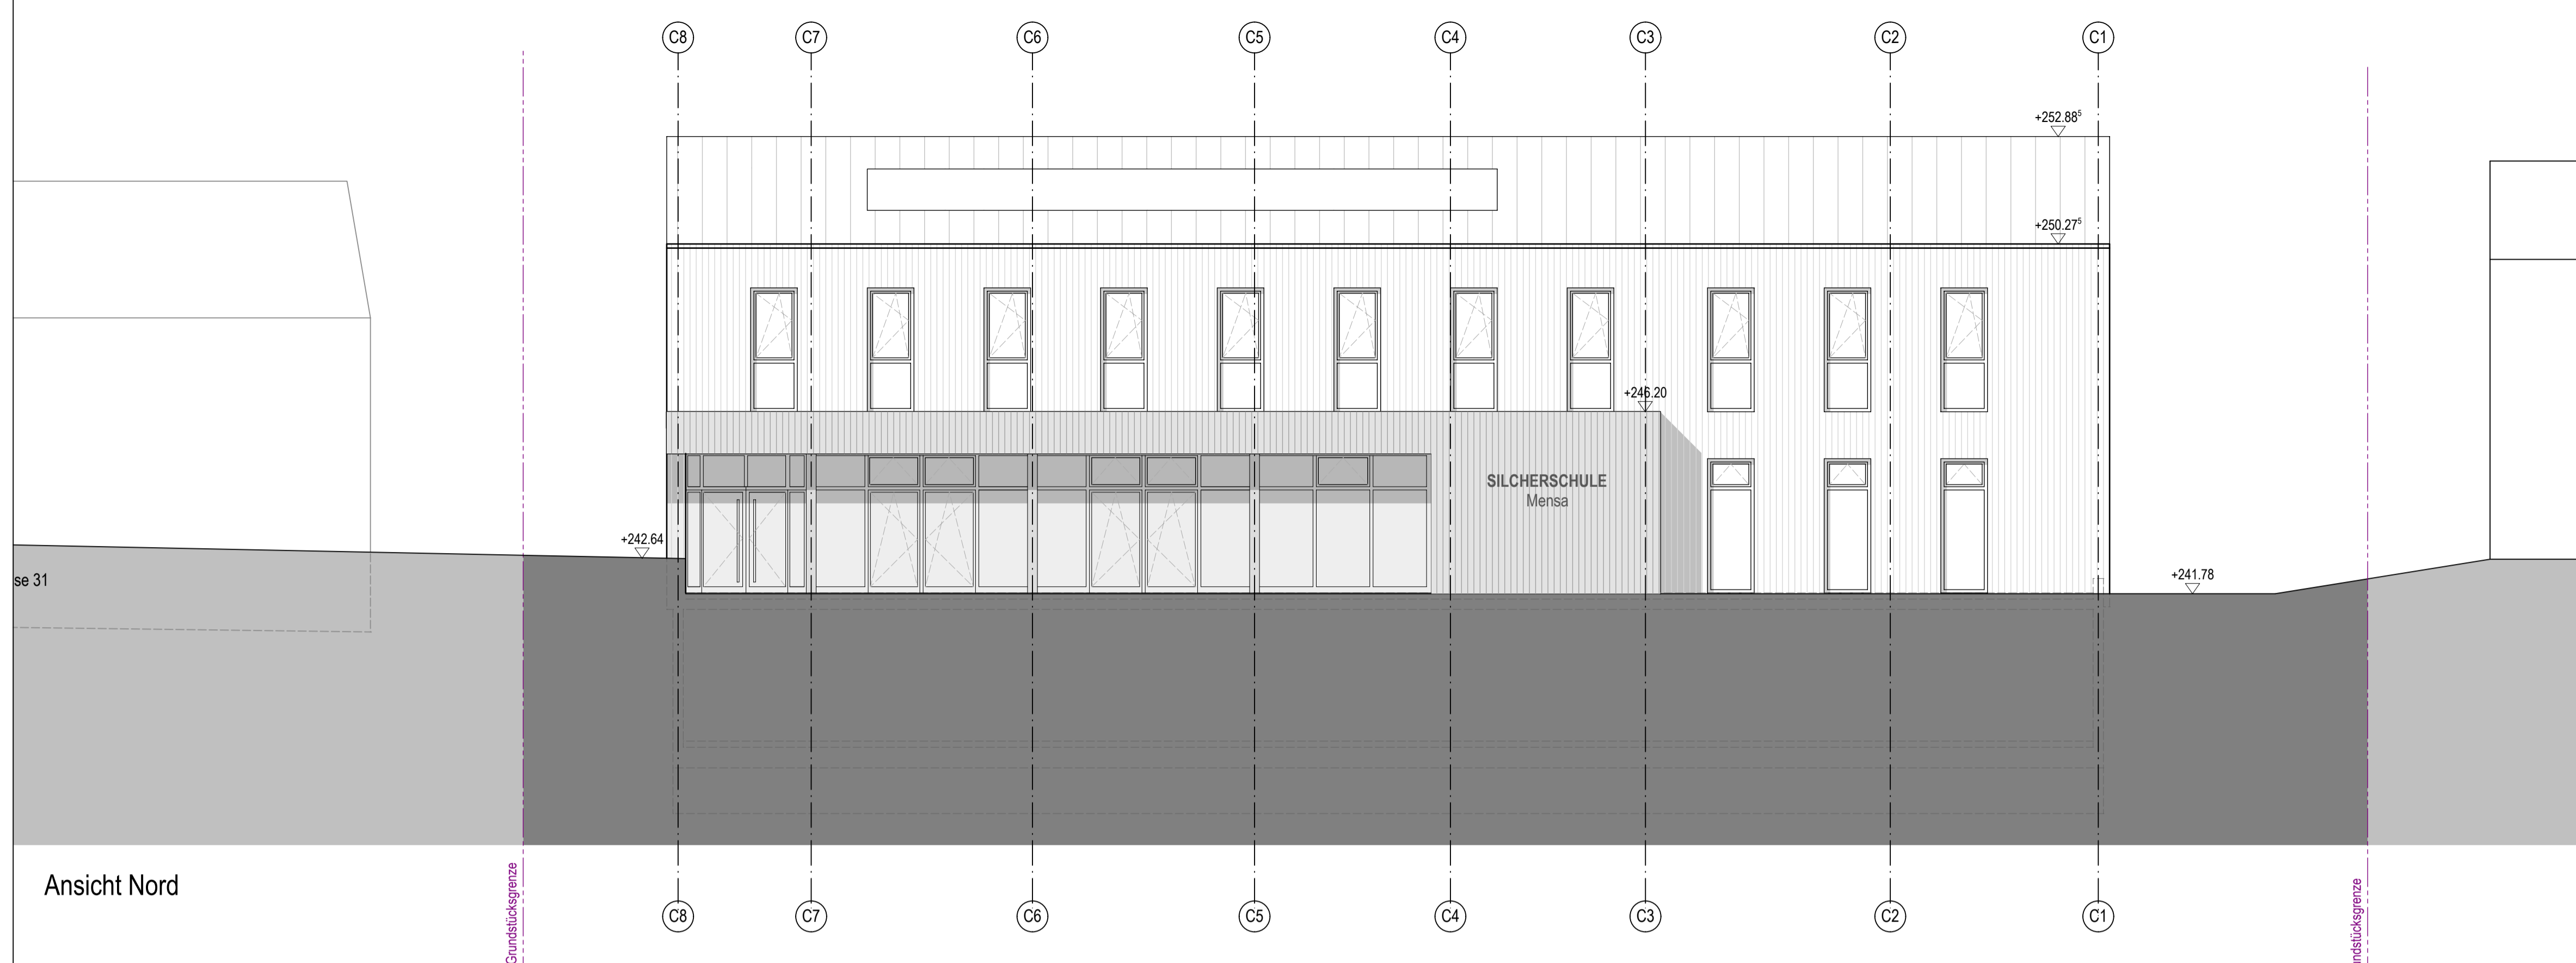 C8 C7 C6 C5 C4 C3 C2 C1
+252.88⁵
+250.27⁵
+246.20
SILCHERSCHULE
Mensa
+242.64
+241.78
se 31
Ansicht Nord
Grundstücksgrenze
ndstücksgrenze
C8 C7 C6 C5 C4 C3 C2 C1